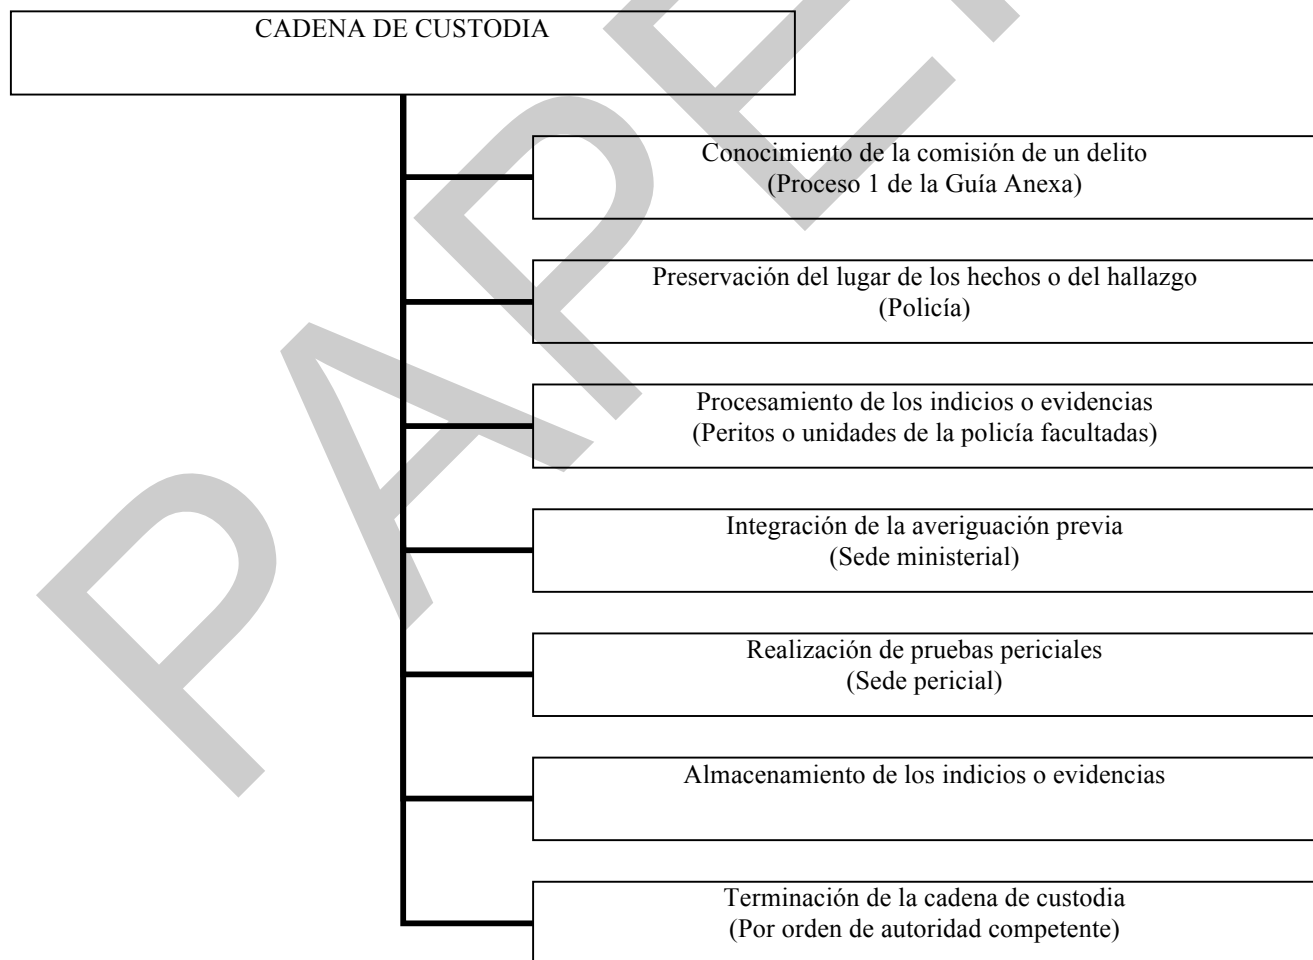 CADENA DE CUSTODIA
Conocimiento de la comisión de un delito
(Proceso 1 de la Guía Anexa)
Preservación del lugar de los hechos o del hallazgo
(Policía)
Procesamiento de los indicios o evidencias
(Peritos o unidades de la policía facultadas)
Integración de la averiguación previa
(Sede ministerial)
Realización de pruebas periciales
(Sede pericial)
Almacenamiento de los indicios o evidencias
Terminación de la cadena de custodia
(Por orden de autoridad competente)